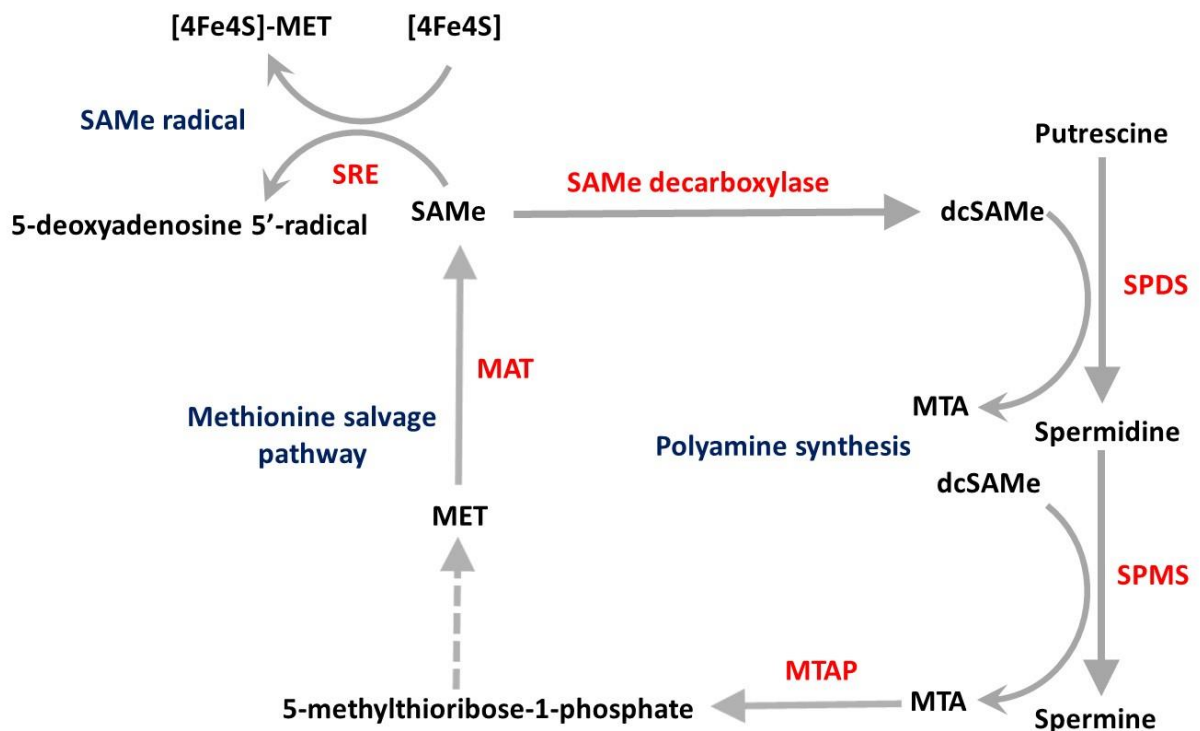 [4Fe4S]-MET [4Fe4S]
SAMe radical
Putrescine
SRE
SAMe decarboxylase
5-deoxyadenosine 5’-radical
SAMe
dcSAMe
SPDS
MAT
MTA
Methionine salvage
pathway
Polyamine synthesis
Spermidine
dcSAMe
MET
SPMS
MTAP
5-methylthioribose-1-phosphate
MTA
Spermine